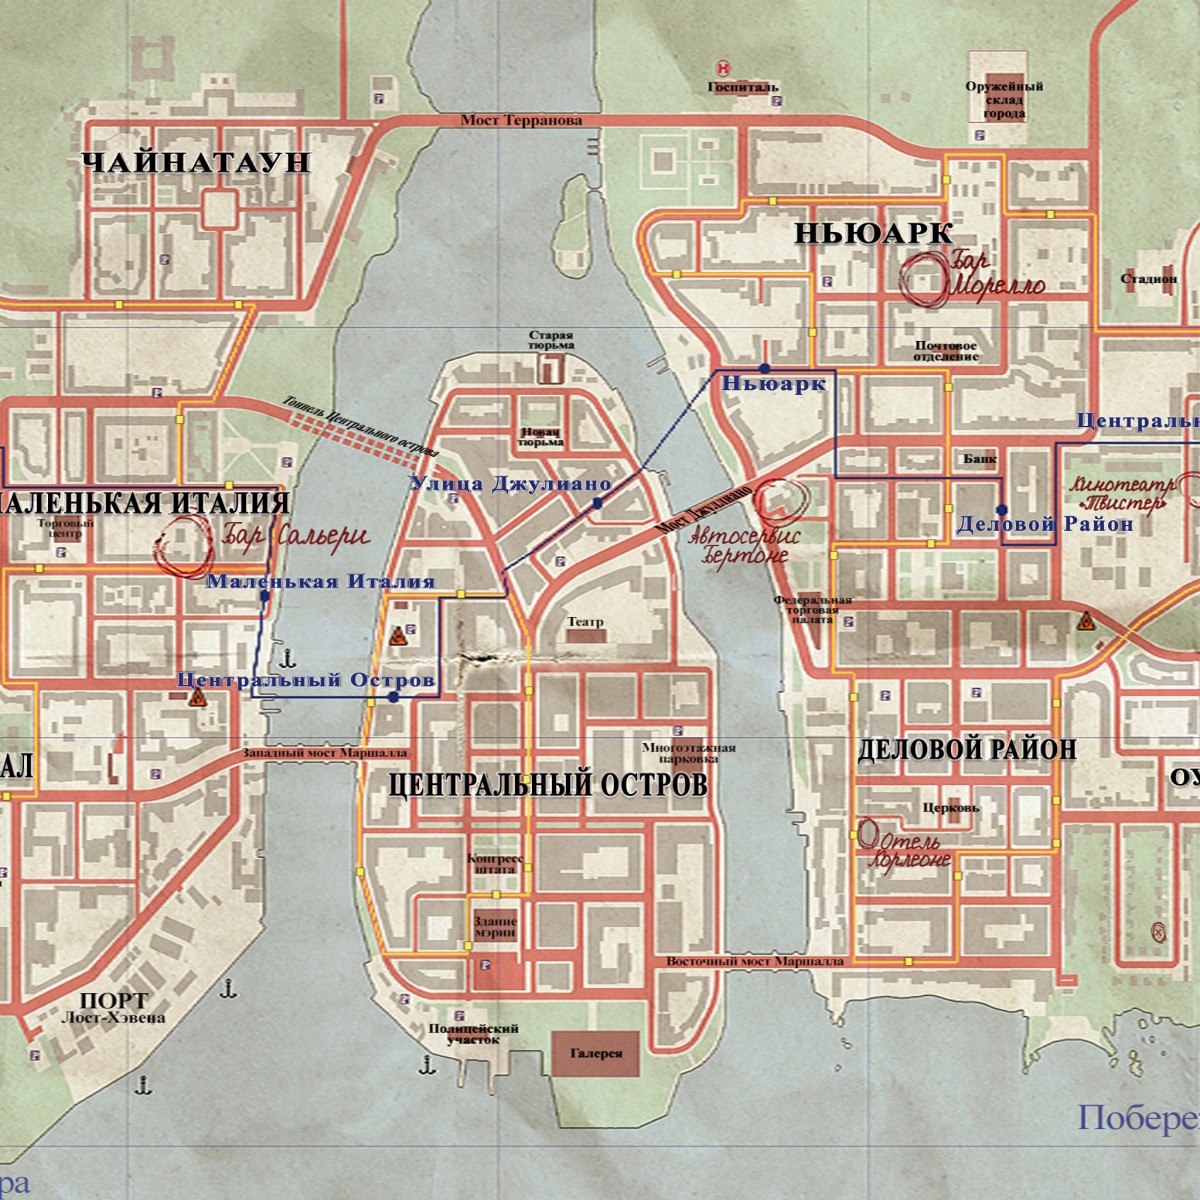 Мост Терранова
Госпиталь
Оружейный
склад
города
ЧАЙНАТАУН
НЬЮАРК
Бар
Морелло
Стадион
Старая
тюрьма
Почтовое
отделение
Ньюарк
Тоннель Центрального острова
Новая
тюрьма
Централь
Банк
Улица Джулиано
Кинотеатр
«Твистер»
МАЛЕНЬКАЯ ИТАЛИЯ
Торговый
центр
Бар Сальери
Мост Джулиано
Автосервис
Бертоне
Деловой Район
Маленькая Италия
Федеральная
торговая
палата
Театр
Центральный Остров
Западный мост Маршалла
Многоэтажная
парковка
ДЕЛОВОЙ РАЙОН
АЛ
ЦЕНТРАЛЬНЫЙ ОСТРОВ
ОУ
Церковь
Отель
Корлеоне
Конгресс
штата
Здание
мэрии
Восточный мост Маршалла
ПОРТ
Лост-Хэвена
Полицейский
участок
Галерея
Побере
ра